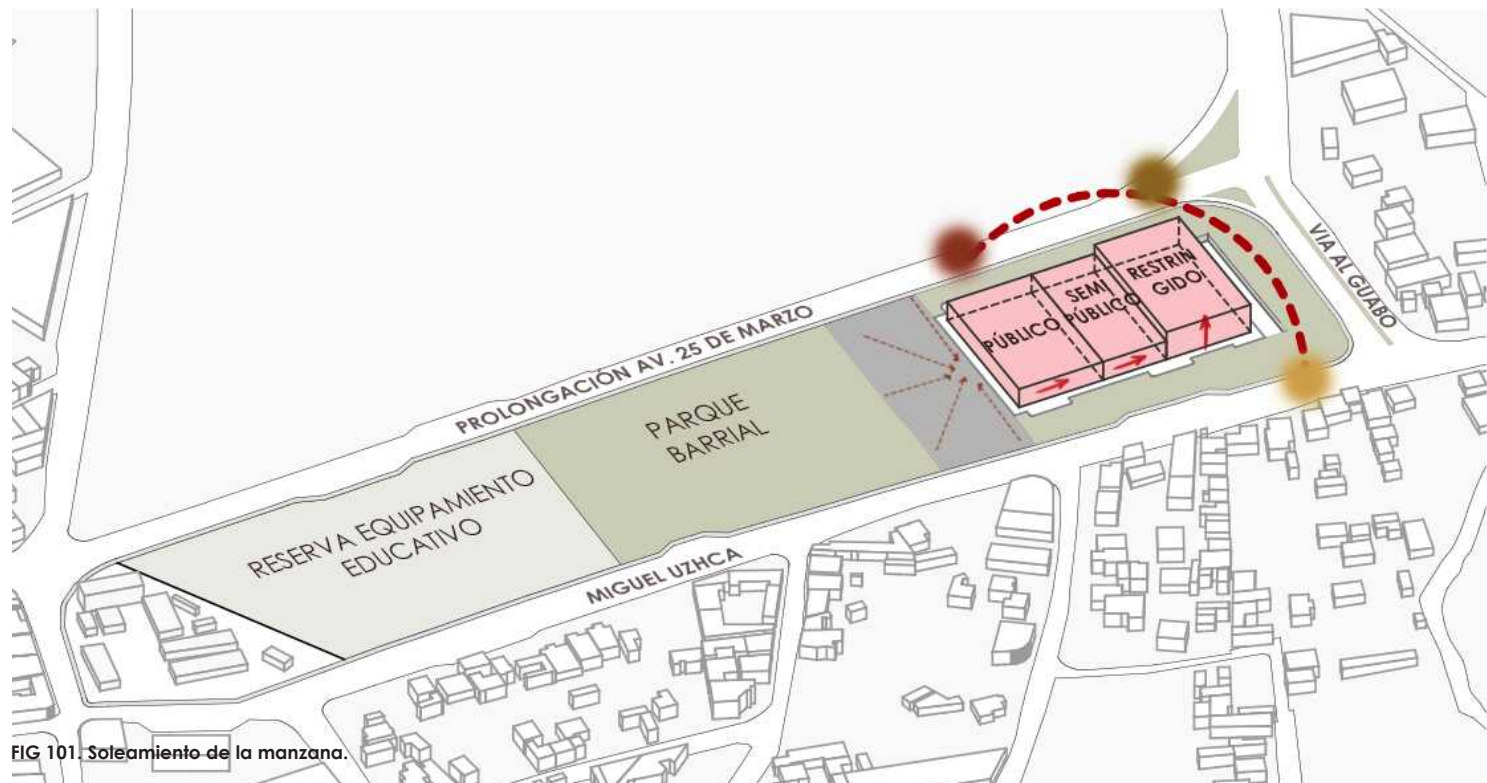 VIA AL GUABO
RESTRIN
GIDO
SEMI
PÚBLICO
PÚBLICO
PROLONGACIÓN AV. 25 DE MARZO
PARQUE
BARRIAL
RESERVA EQUIPAMIENTO
EDUCATIVO
MIGUEL UZHCA
FIG 101. Soleamiento de la manzana.